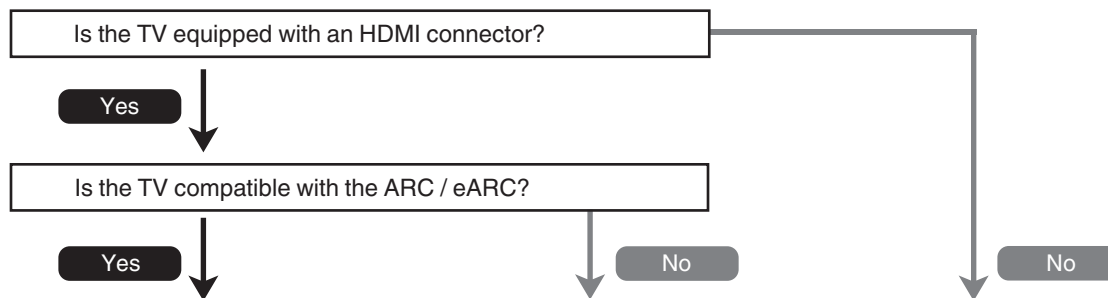 Is the TV equipped with an HDMI connector?
Yes
Is the TV compatible with the ARC / eARC?
Yes
No
No